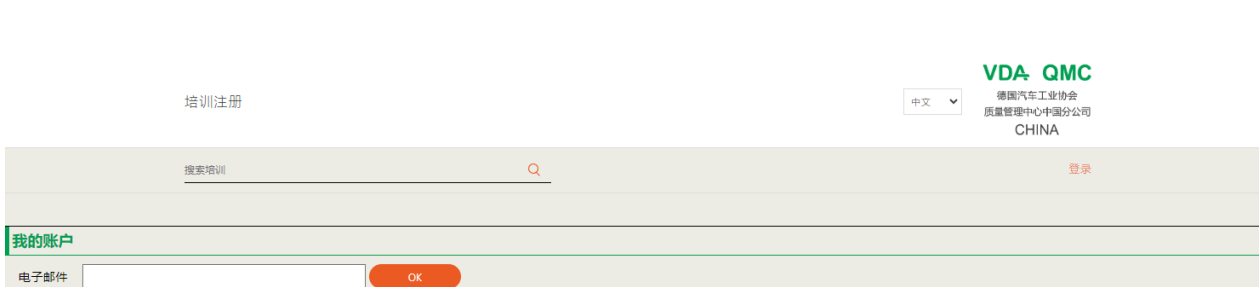 培训注册
中文
VDA QMC
德国汽车工业协会
质量管理中心中国分公司
CHINA
搜索培训
登录
我的账户
电子邮件 OK